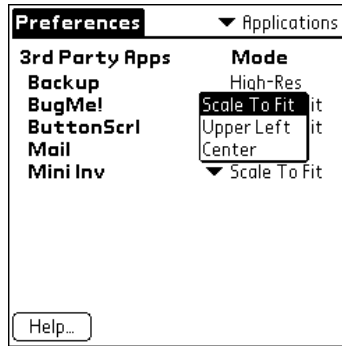 Preferences ▼ Applications
3rd Party Apps Mode
Backup High-Res
BugMe! Scale To Fit it
ButtonScrl Upper Left it
Mail Center
Mini Inv ▼ Scale To Fit
Help...